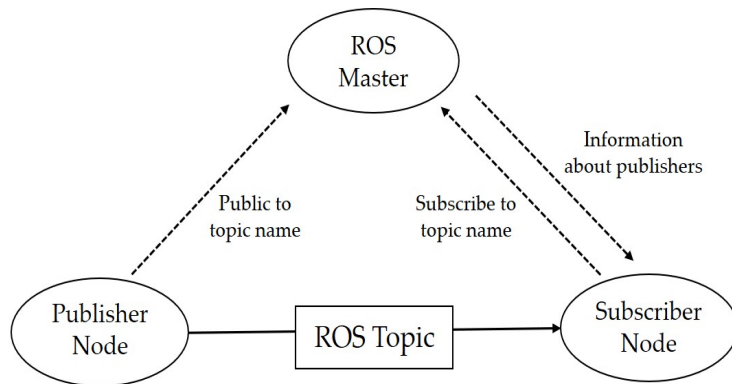 ROS
Master
Information
about publishers
Public to
topic name
Subscribe to
topic name
Publisher
Node
ROS Topic
Subscriber
Node